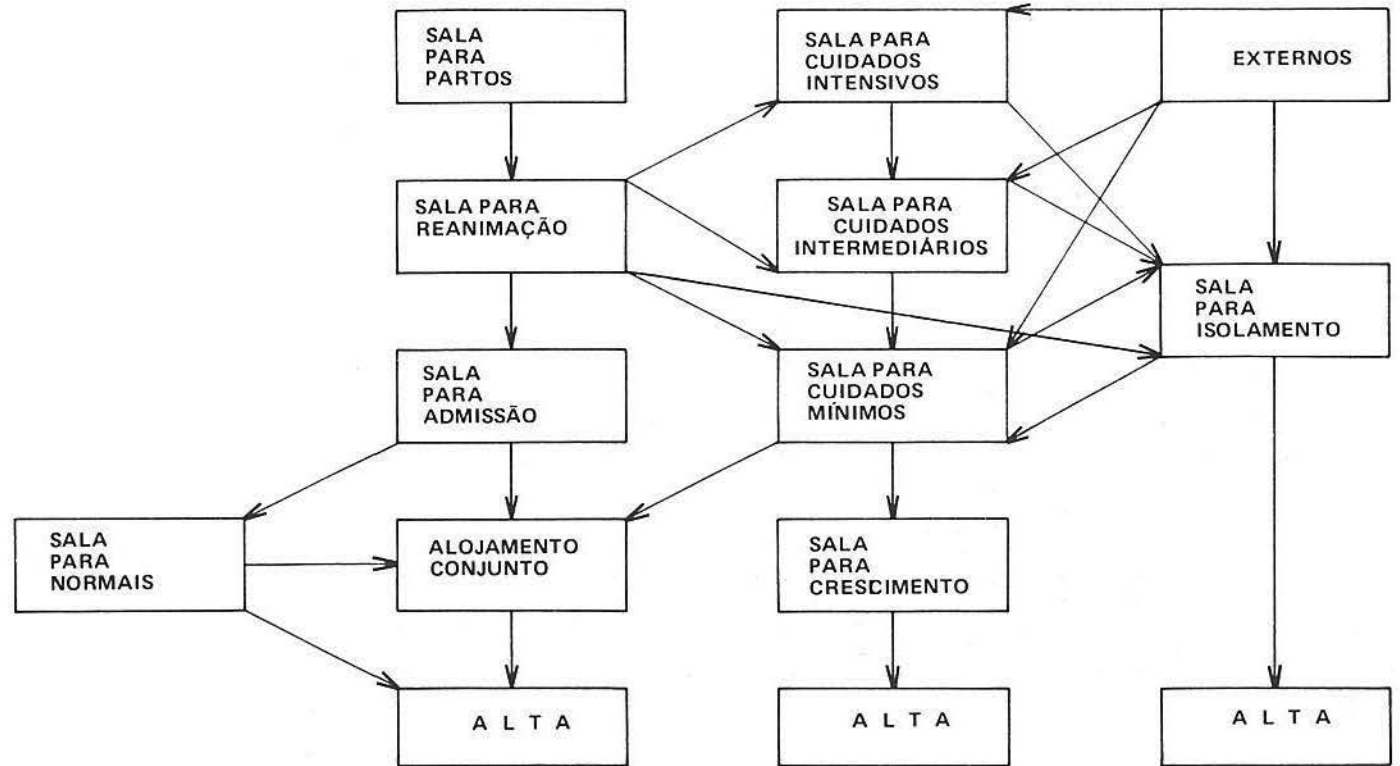 SALA
PARA
PARTOS
SALA PARA
CUIDADOS
INTENSIVOS
EXTERNOS
SALA PARA
REANIMAÇÃO
SALA PARA
CUIDADOS
INTERMEDIÁRIOS
SALA
PARA
ISOLAMENTO
SALA
PARA
ADMISSÃO
SALA PARA
CUIDADOS
MÍNIMOS
SALA
PARA
NORMAIS
ALOJAMENTO
CONJUNTO
SALA
PARA
CRESCIMENTO
A L T A
A L T A
A L T A